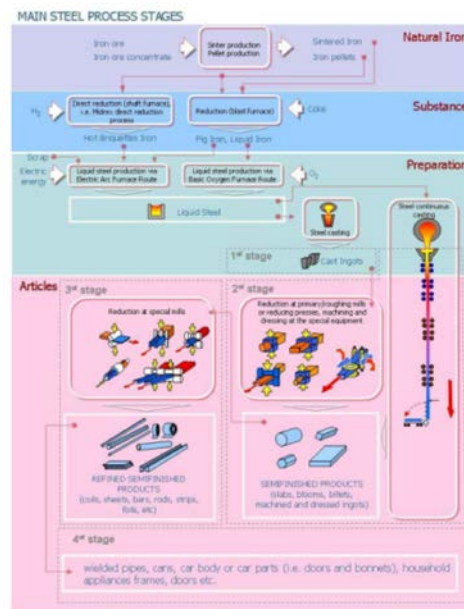 MAIN STEEL PROCESS STAGES
Natural Iron
Iron ore
Iron ore concentrate
Sinter production
Pellet production
Sintered Iron
Iron pellets
Substance
H₂
Direct reduction (shaft furnace),
i.e. Midrex direct reduction
process
Reduction (blast furnace)
Coke
Hot Briquettes Iron
Pig Iron, Liquid Iron
Preparation
Scrap
Electric
energy
Liquid steel production via
Electric Arc Furnace Route
Liquid steel production via
Basic Oxygen Furnace Route
O₂
Liquid Steel
Steel casting
Steel continuous
casting
1st stage
Cast Ingots
Articles
3st stage
Reduction at special mills
2st stage
Reduction at primary/roughing mills
or reducing presses, machining and
dressing at the special equipment
REFINED SEMIFINISHED
PRODUCTS
(coils, sheets, bars, rods, strips,
foils, etc)
SEMIFINISHED PRODUCTS
(slabs, blooms, billets,
machined and dressed ingots)
4st stage
wielded pipes, cans, car body or car parts (i.e. doors and bonnets), household
appliances frames, doors etc.